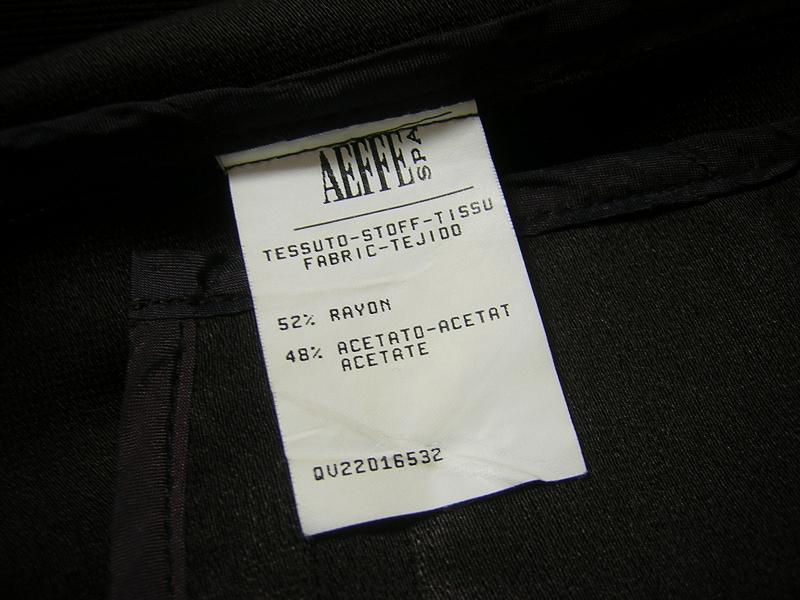 AEFFE SPA
TESSUTO-STOFF-TISSU
FABRIC-TEJIDO
52% RAYON
48% ACETATO-ACETAT
ACETATE
QV22016532